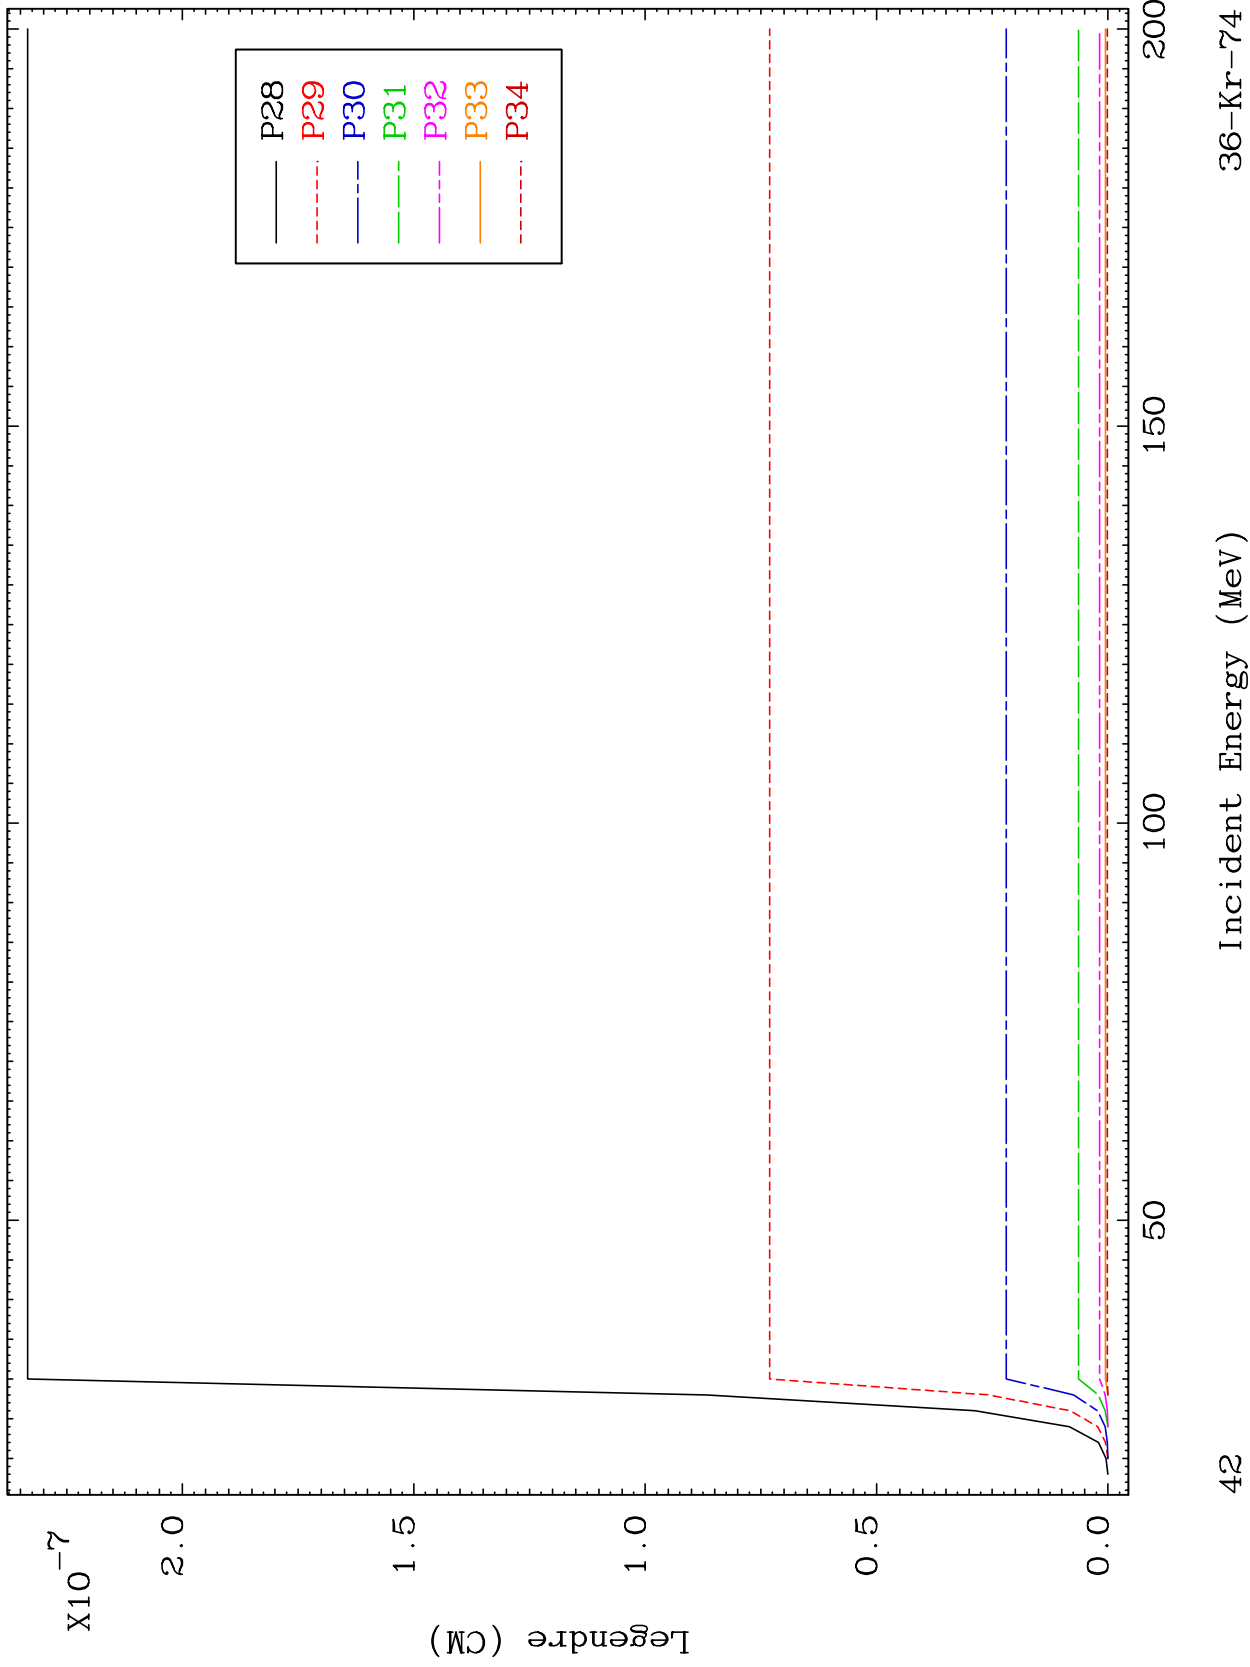 X10-7
2.0
1.5
1.0
0.5
0.0
Legendre (CM)
50
100
150
200
Incident Energy (MeV)
42
36-Kr-74
P28
P29
P30
P31
P32
P33
P34